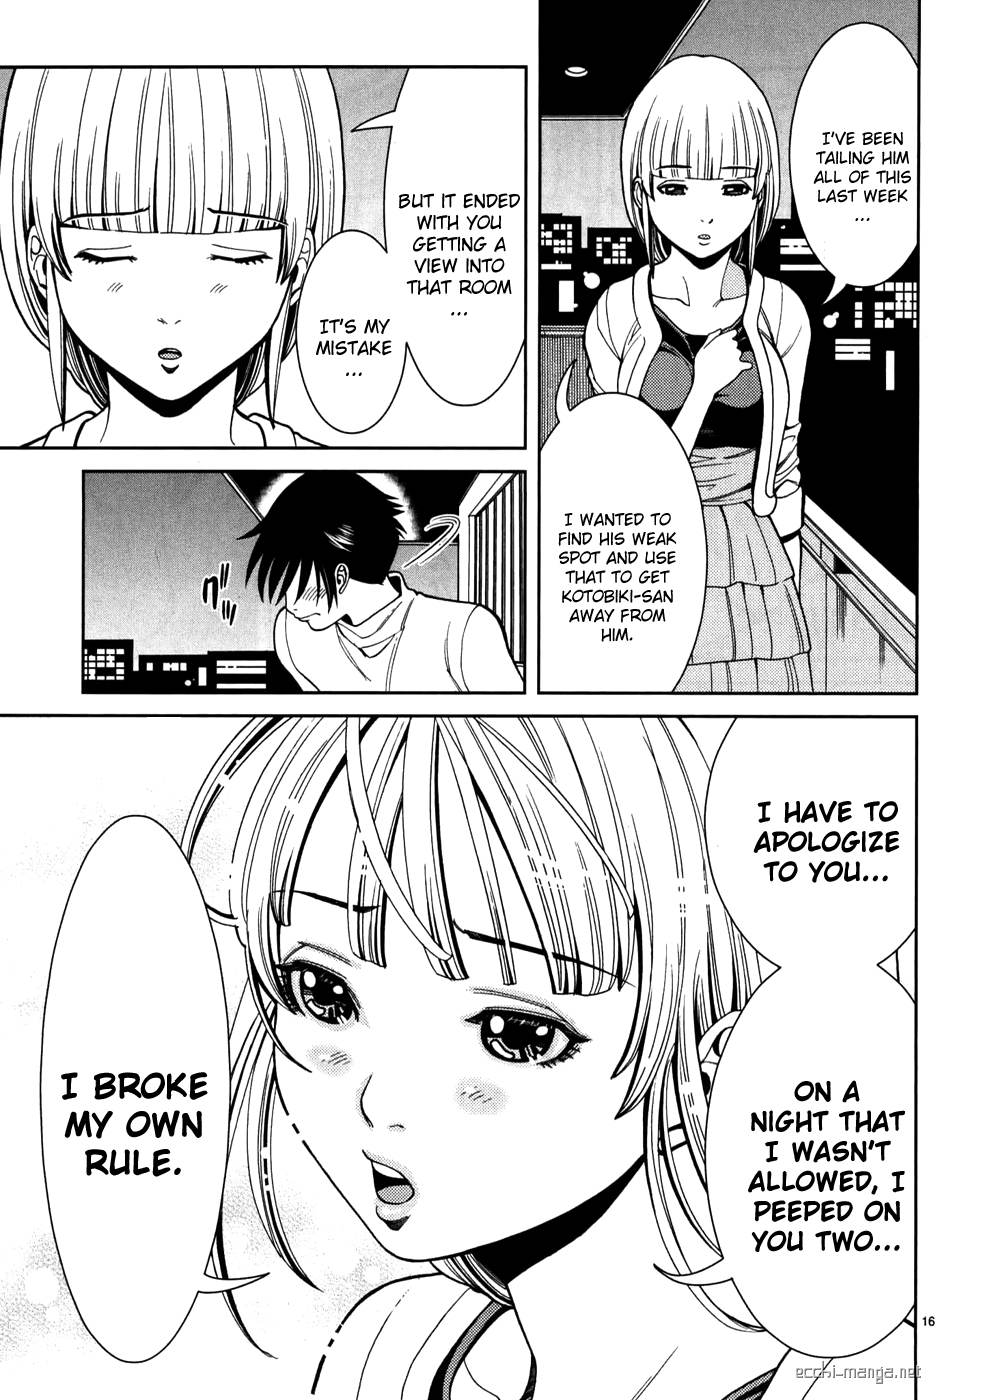 I'VE BEEN
TAILING HIM
ALL OF THIS
LAST WEEK
...
I WANTED TO
FIND HIS WEAK
SPOT AND USE
THAT TO GET
KOTOBIKI-SAN
AWAY FROM
HIM.
BUT IT ENDED
WITH YOU
GETTING A
VIEW INTO
THAT ROOM
...
IT'S MY
MISTAKE
...
I HAVE TO
APOLOGIZE
TO YOU...
ON A
NIGHT THAT
I WASN'T
ALLOWED, I
PEEPED ON
YOU TWO...
I BROKE
MY OWN
RULE.
16
ecchi-manga.net